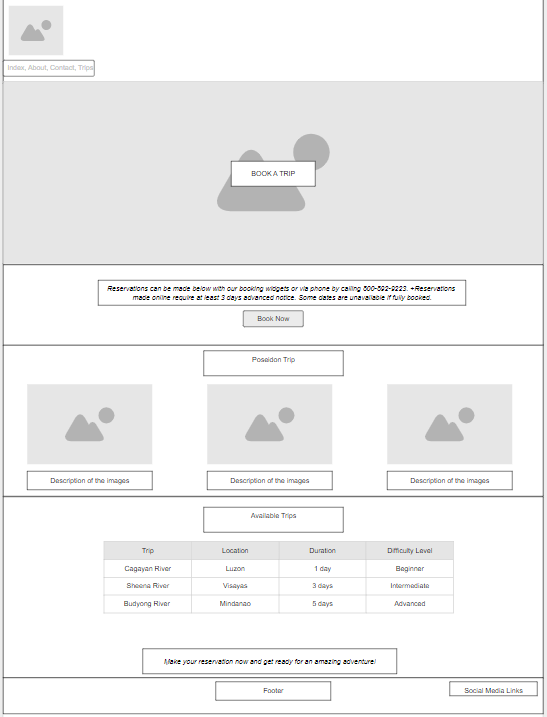 Index, About, Contact, Trips
BOOK A TRIP
Reservations can be made below with our booking widgets or via phone by calling 800-892-9223. +Reservations
made online require at least 3 days advanced notice. Some dates are unavailable if fully booked.
Book Now
Poseidon Trip
Description of the images Description of the images Description of the images
Available Trips
Trip Location Duration Difficulty Level
Cagayan River Luzon 1 day Beginner
Sheena River Visayas 3 days Intermediate
Budyong River Mindanao 5 days Advanced
Make your reservation now and get ready for an amazing adventure!
Footer Social Media Links